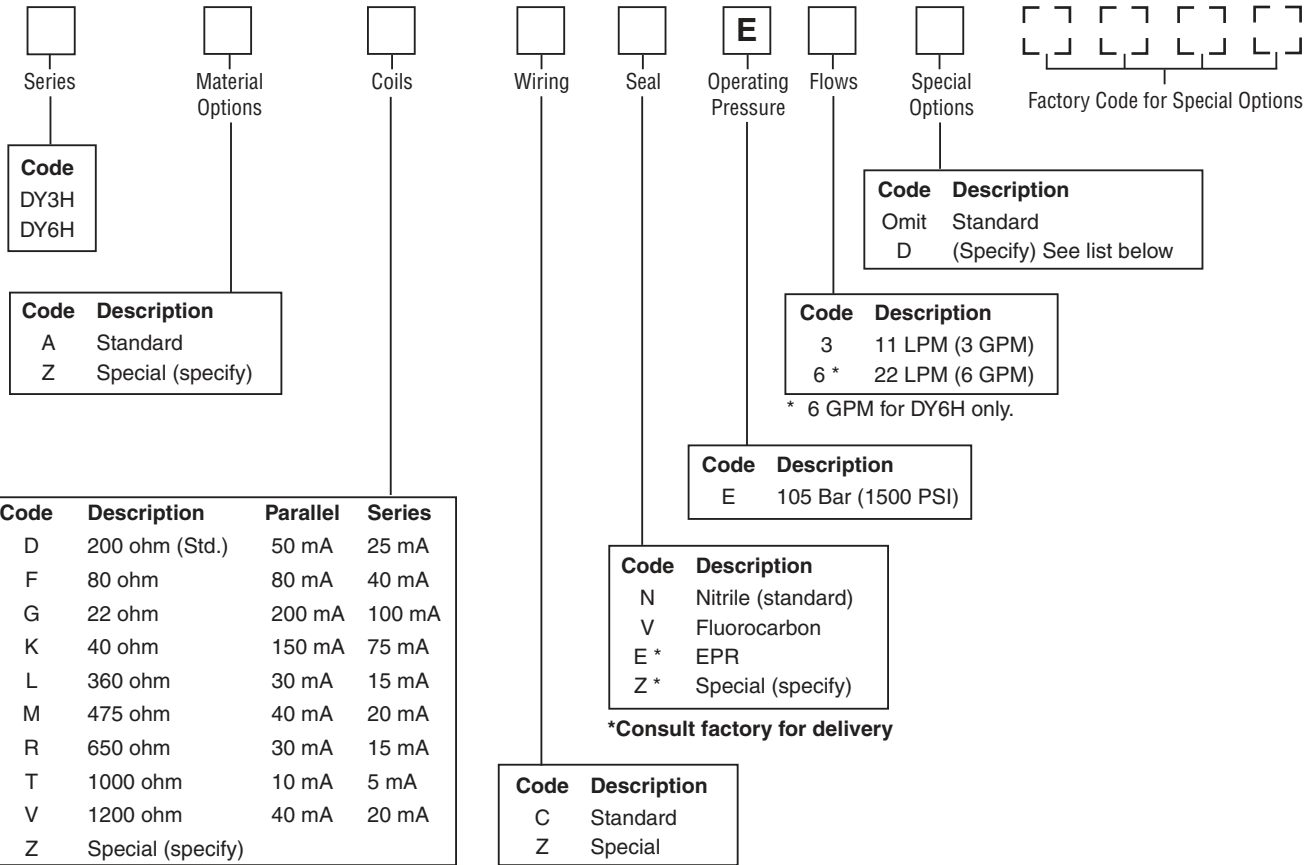 E
Series
Material
Options
Coils
Wiring
Seal
Operating
Pressure
Flows
Special
Options
Factory Code for Special Options
Code
DY3H
DY6H
Code Description
Omit Standard
D (Specify) See list below
Code Description
A Standard
Z Special (specify)
Code Description
3 11 LPM (3 GPM)
6 * 22 LPM (6 GPM)
* 6 GPM for DY6H only.
Code Description
E 105 Bar (1500 PSI)
Code Description Parallel Series
D 200 ohm (Std.) 50 mA 25 mA
F 80 ohm 80 mA 40 mA
G 22 ohm 200 mA 100 mA
K 40 ohm 150 mA 75 mA
L 360 ohm 30 mA 15 mA
M 475 ohm 40 mA 20 mA
R 650 ohm 30 mA 15 mA
T 1000 ohm 10 mA 5 mA
V 1200 ohm 40 mA 20 mA
Z Special (specify)
Code Description
N Nitrile (standard)
V Fluorocarbon
E * EPR
Z * Special (specify)
*Consult factory for delivery
Code Description
C Standard
Z Special